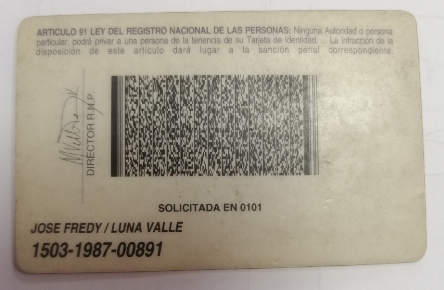 ARTICULO 91 LEY DEL REGISTRO NACIONAL DE LAS PERSONAS: Ninguna Autoridad o persona
particular, podrá privar a una persona de la tenencia de su Tarjeta de Identidad. ... La infracción de la
disposición de este artículo dará lugar a la sanción penal correspondiente.
DIRECTOR R.N.P.
SOLICITADA EN 0101
JOSE FREDY / LUNA VALLE
1503-1987-00891